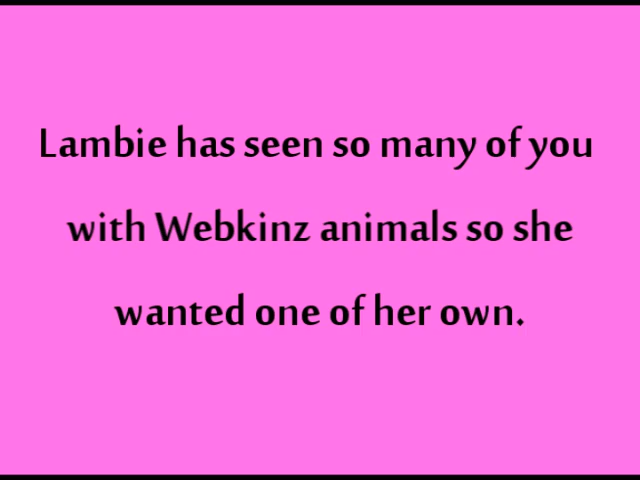 Lambie has seen so many of you
with Webkinz animals so she
wanted one of her own.